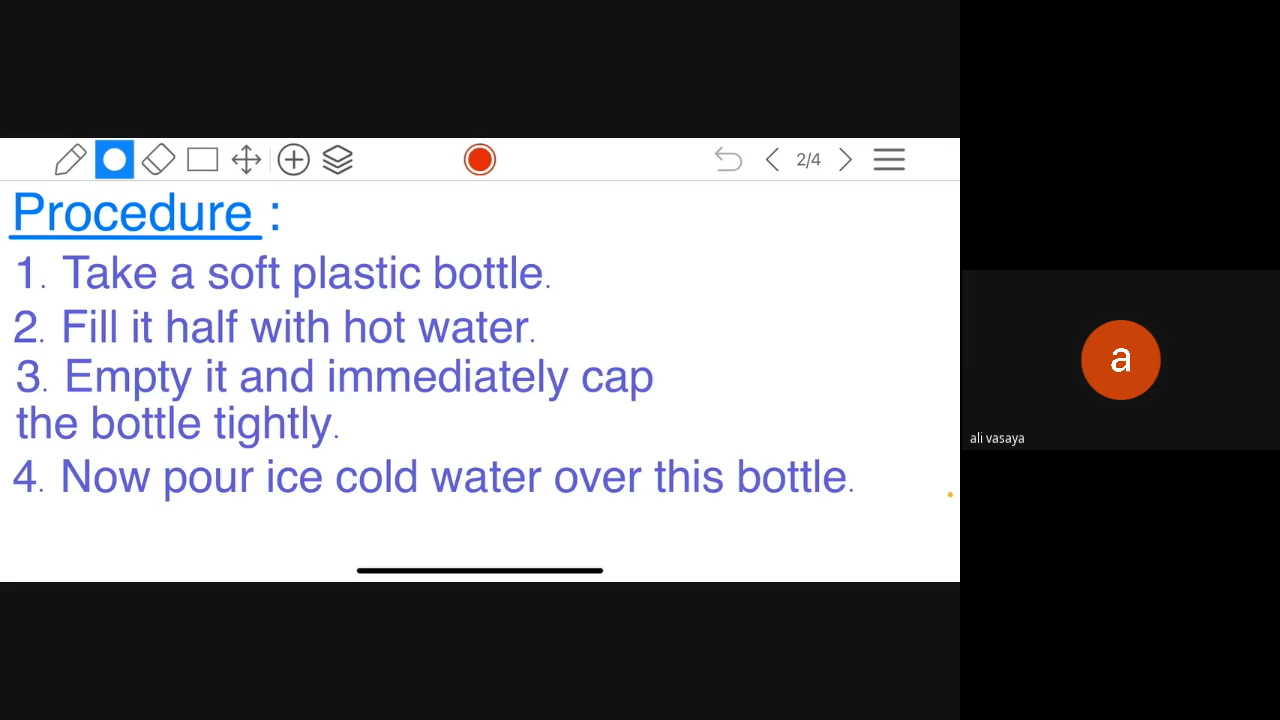 2/4
Procedure :
1. Take a soft plastic bottle.
2. Fill it half with hot water.
3. Empty it and immediately cap
the bottle tightly.
4. Now pour ice cold water over this bottle.
a
ali vasaya